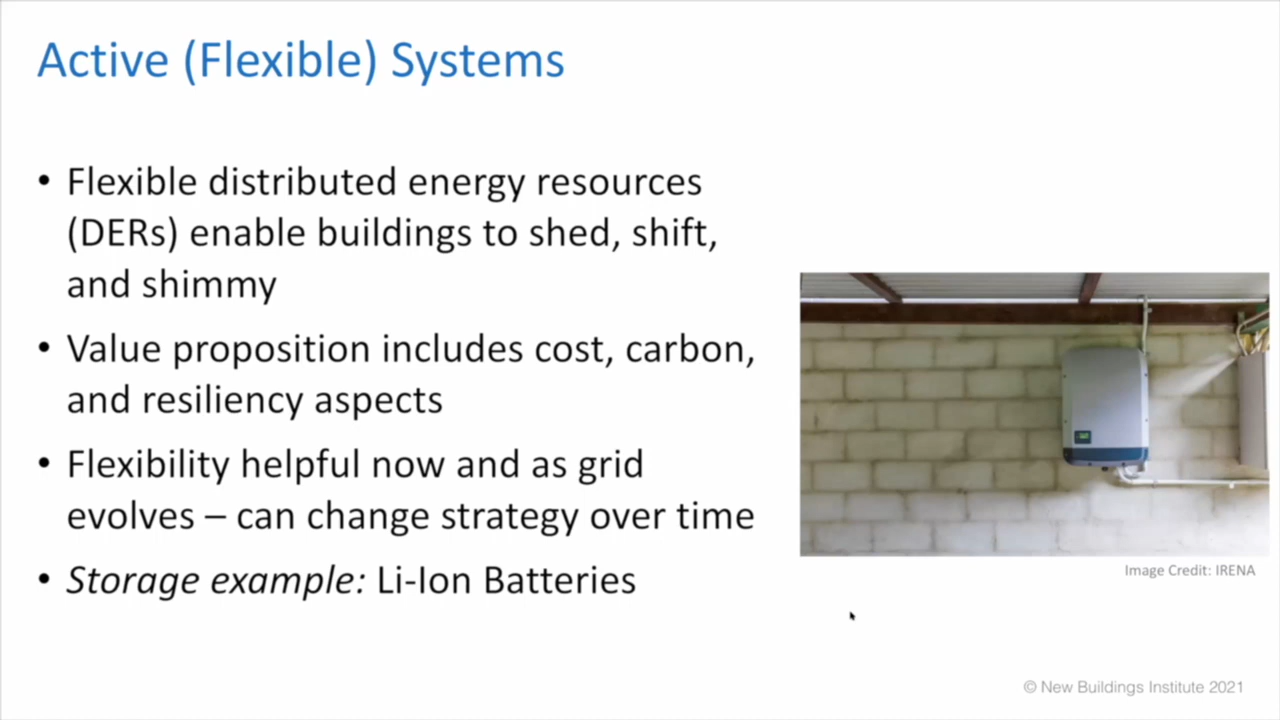 Active (Flexible) Systems
• Flexible distributed energy resources
(DERs) enable buildings to shed, shift,
and shimmy
• Value proposition includes cost, carbon,
and resiliency aspects
• Flexibility helpful now and as grid
evolves – can change strategy over time
• Storage example: Li-Ion Batteries
Image Credit: IRENA
© New Buildings Institute 2021